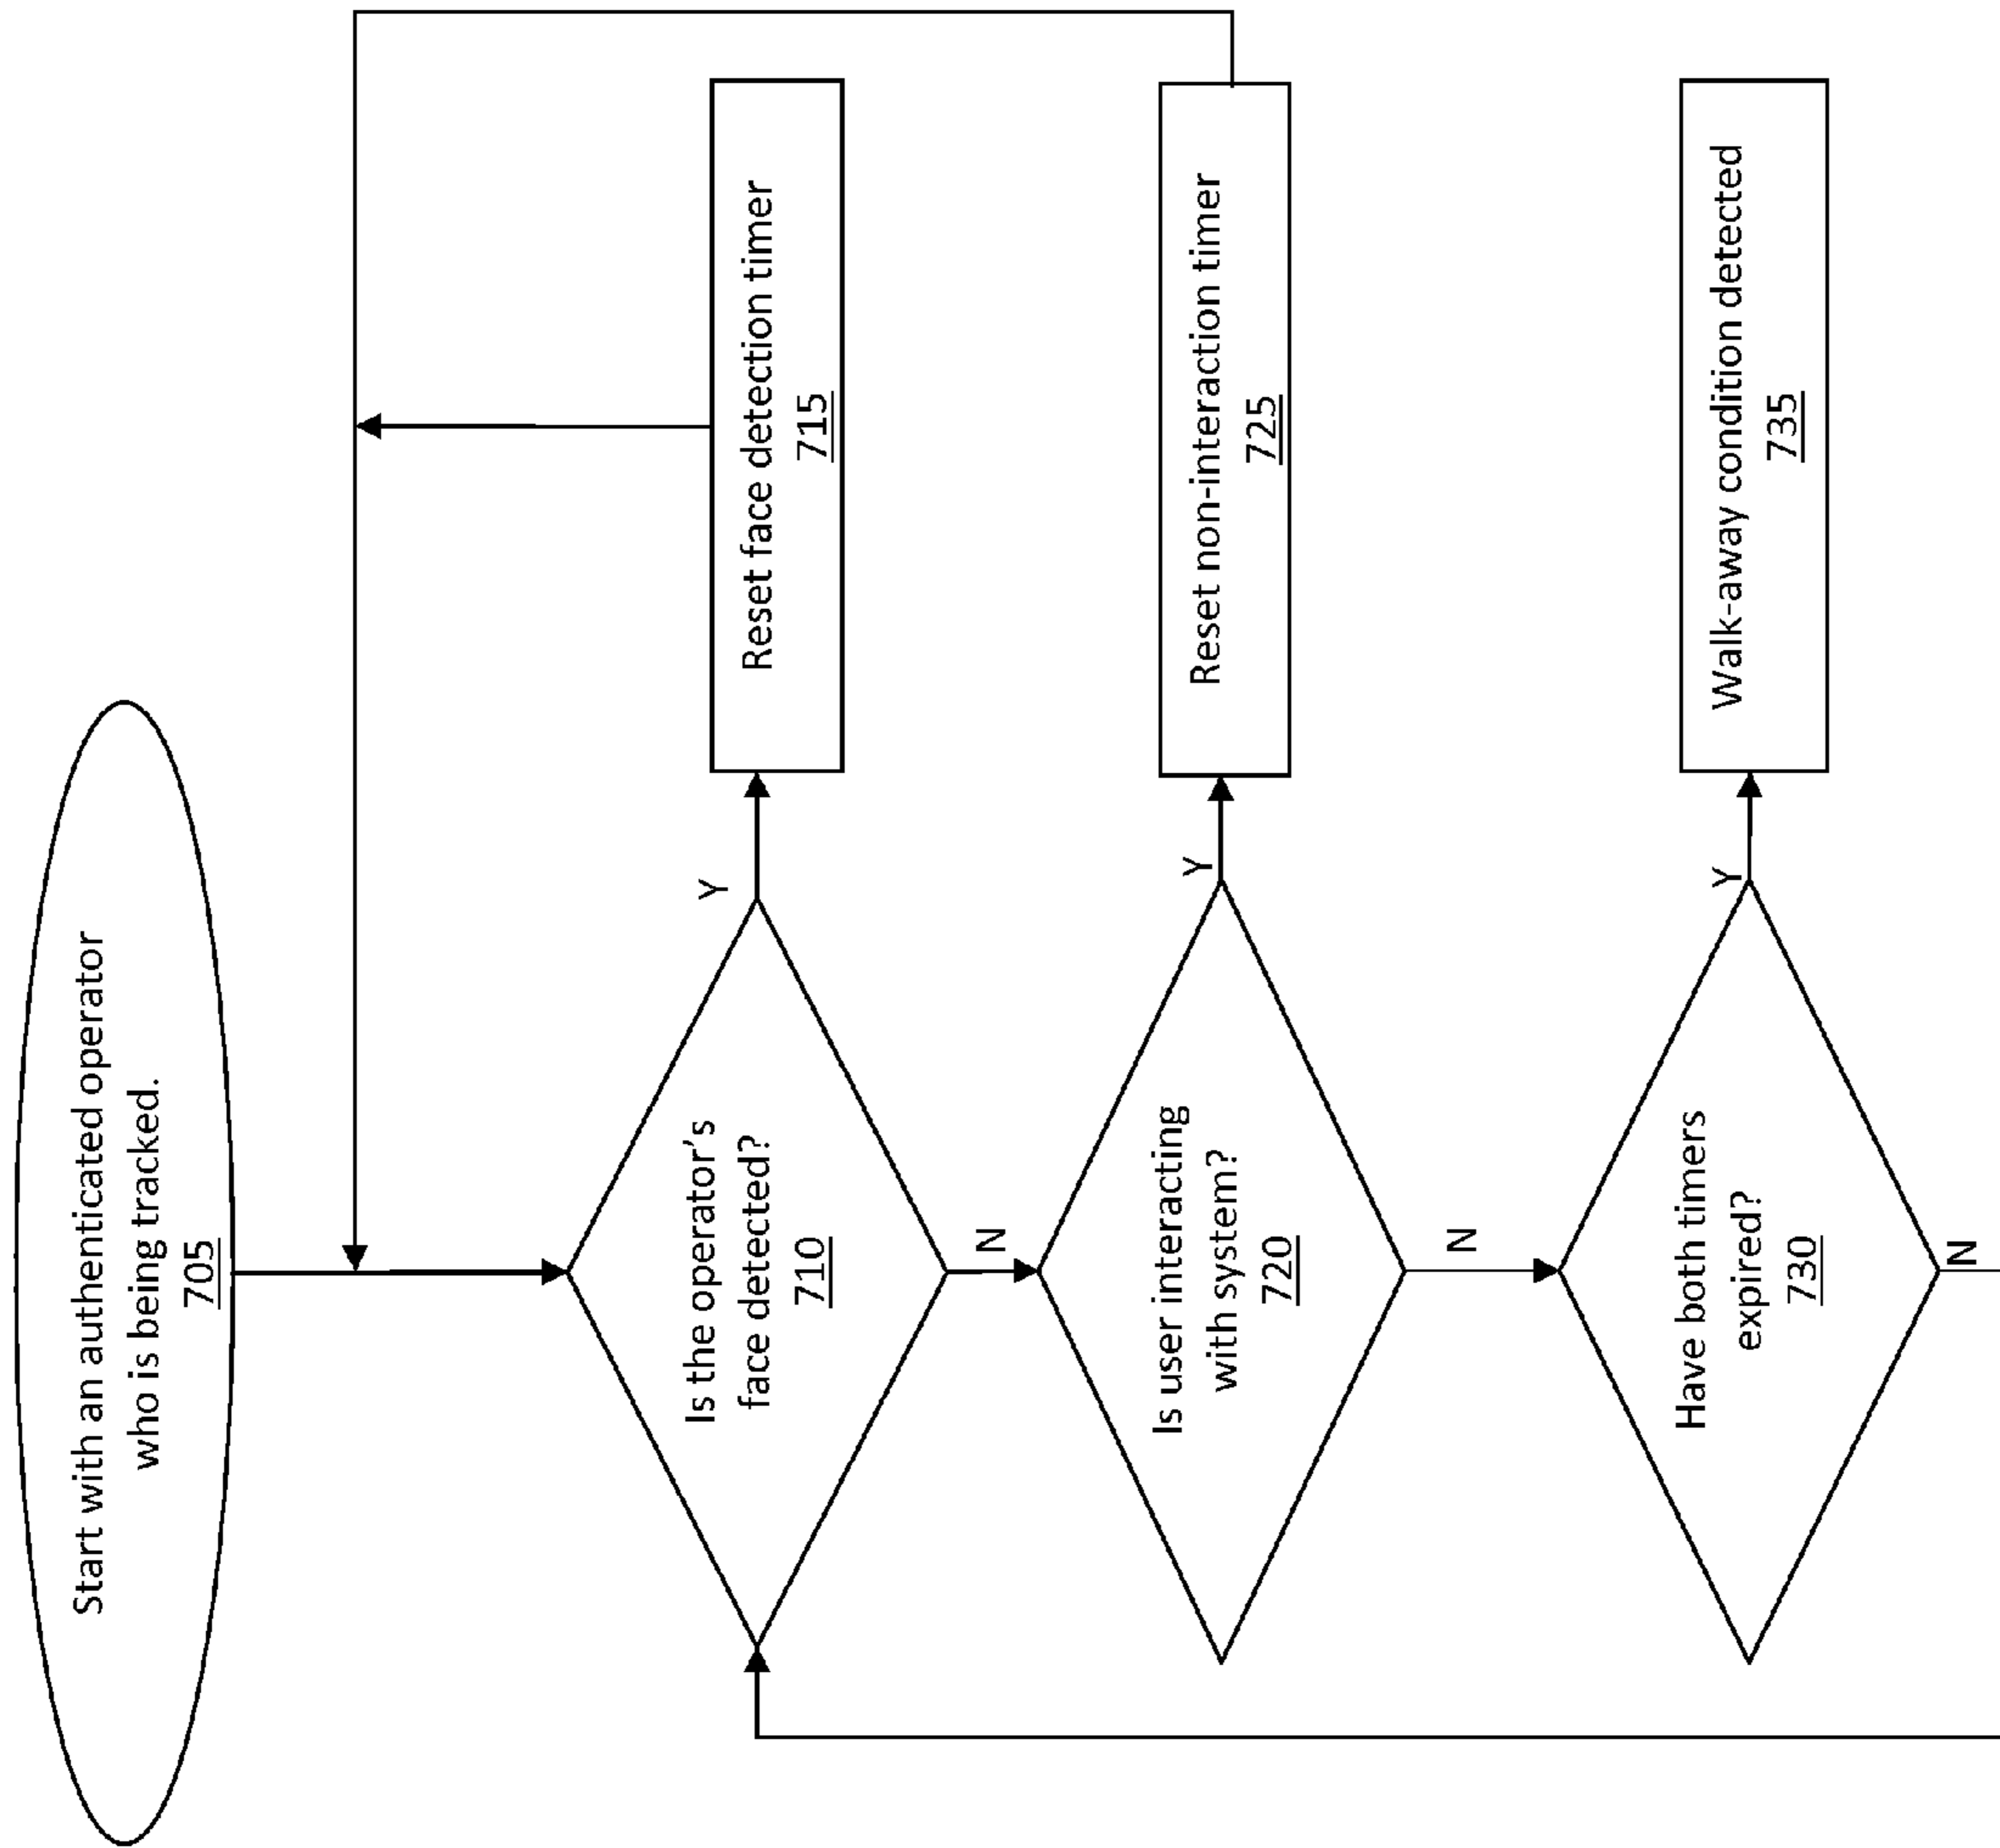 Start with an authenticated operator
who is being tracked.
705
Is the operator's
face detected?
710
Y
Reset face detection timer
715
N
Is user interacting
with system?
720
Y
Reset non-interaction timer
725
N
Have both timers
expired?
730
Y
Walk-away condition detected
735
N